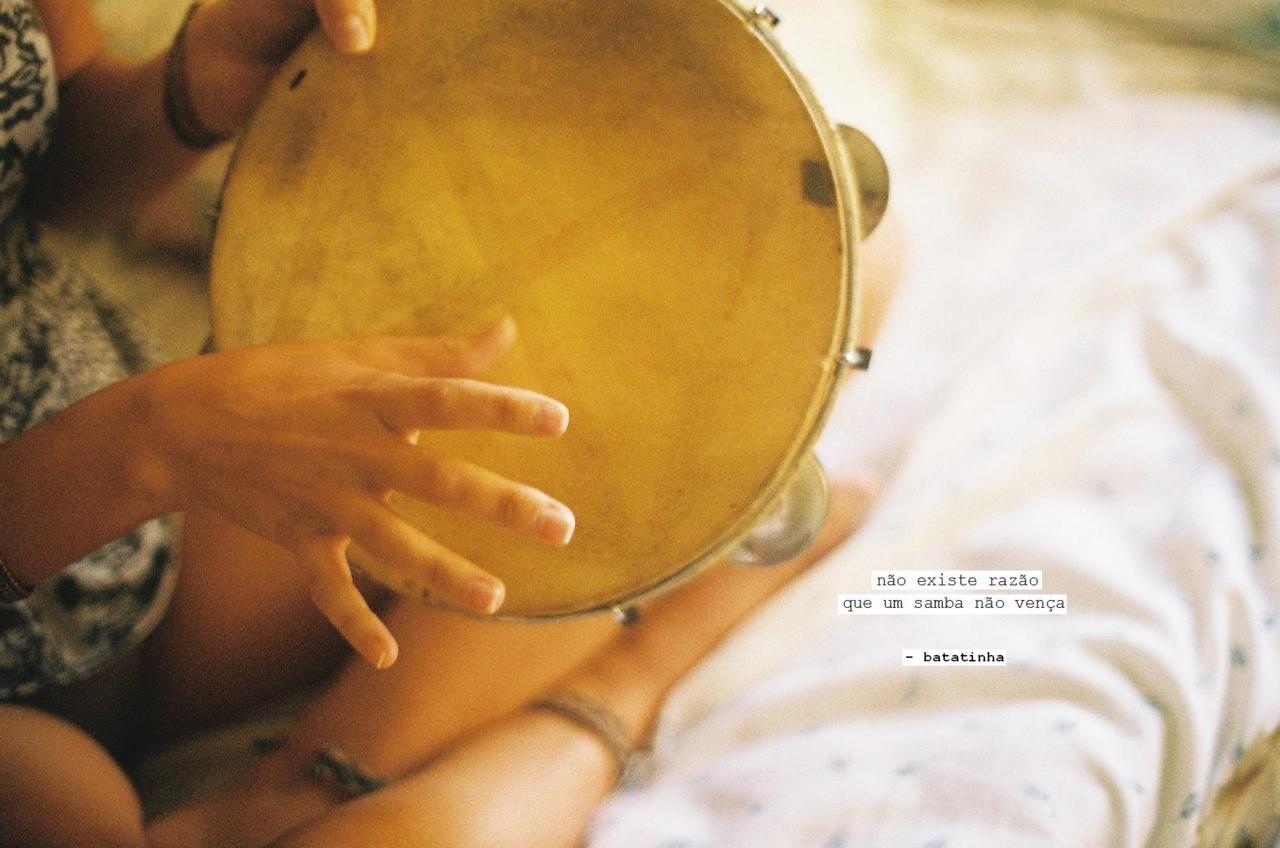 não existe razão
que um samba não vença
- batatinha